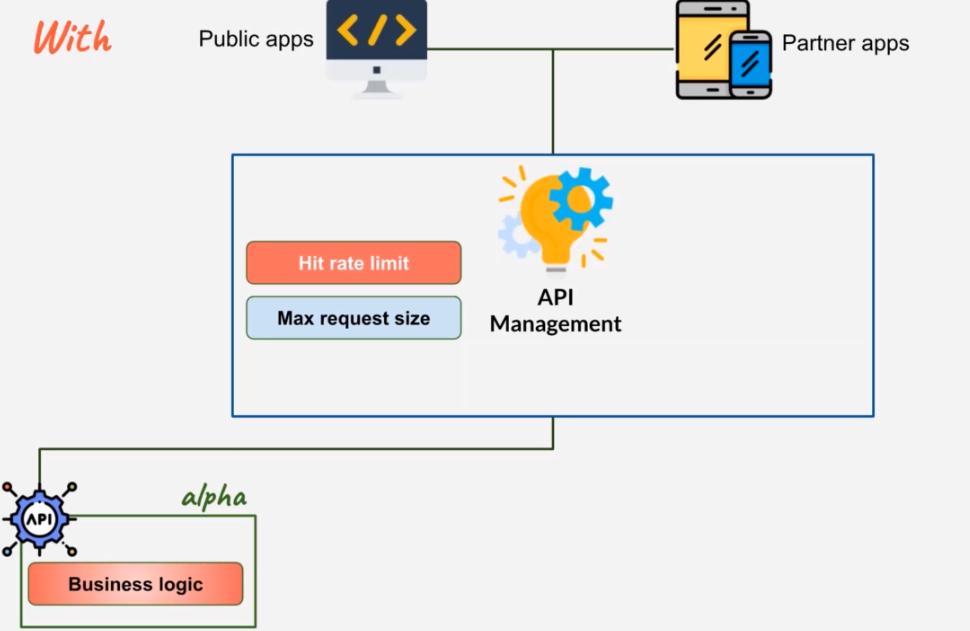 With
Public apps
</>
Partner apps
Hit rate limit
Max request size
API
Management
API
alpha
Business logic